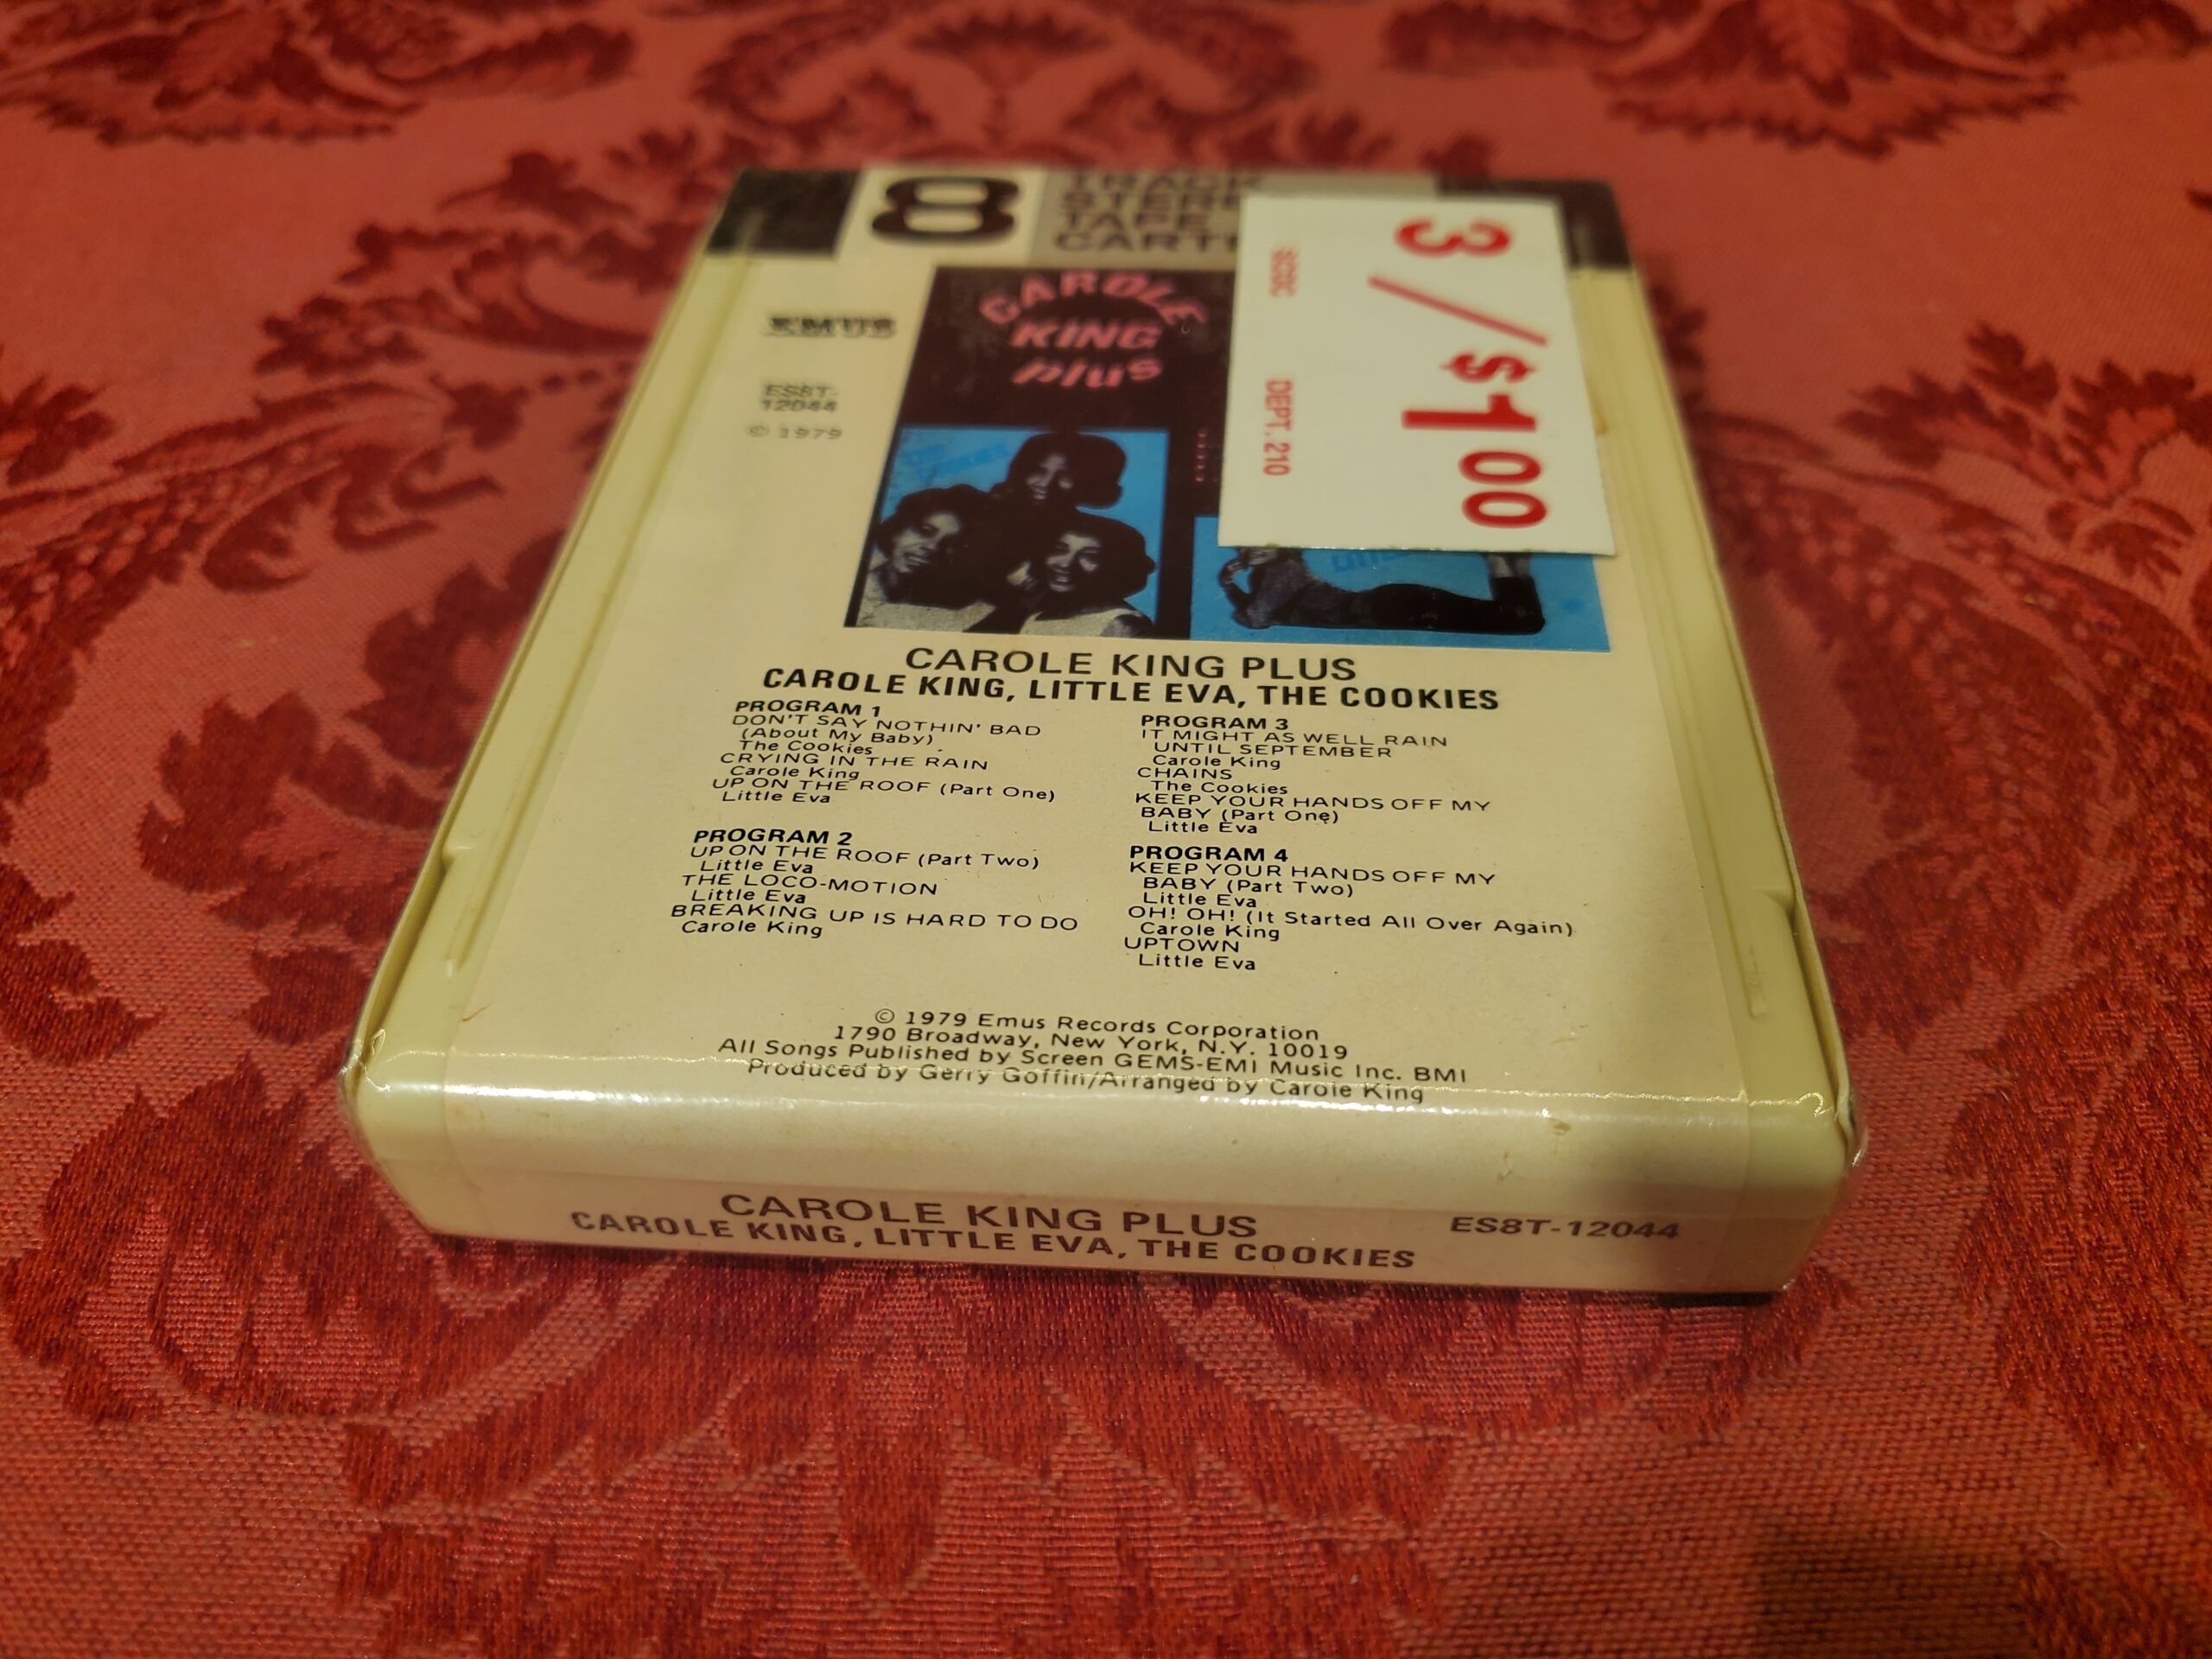 8
TRACK
STEREO
TAPE
EMUS
ES8T-
12044
© 1979
CAROLE
KING
plus
3/$100
DEPT. 210
CAROLE KING PLUS
CAROLE KING, LITTLE EVA, THE COOKIES
PROGRAM 1
DON'T SAY NOTHIN' BAD
(About My Baby)
The Cookies
CRYING IN THE RAIN
Carole King
UP ON THE ROOF (Part One)
Little Eva
PROGRAM 2
UP ON THE ROOF (Part Two)
Little Eva
THE LOCO-MOTION
Little Eva
BREAKING UP IS HARD TO DO
Carole King
PROGRAM 3
IT MIGHT AS WELL RAIN
UNTIL SEPTEMBER
Carole King
CHAINS
The Cookies
KEEP YOUR HANDS OFF MY
BABY (Part One)
Little Eva
PROGRAM 4
KEEP YOUR HANDS OFF MY
BABY (Part Two)
Little Eva
OH! OH! (It Started All Over Again)
Carole King
UPTOWN
Little Eva
© 1979 Emus Records Corporation
1790 Broadway, New York, N.Y. 10019
All Songs Published by Screen GEMS-EMI Music Inc. BMI
Produced by Gerry Goffin/Arranged by Carole King
CAROLE KING PLUS
CAROLE KING, LITTLE EVA, THE COOKIES
ES8T-12044